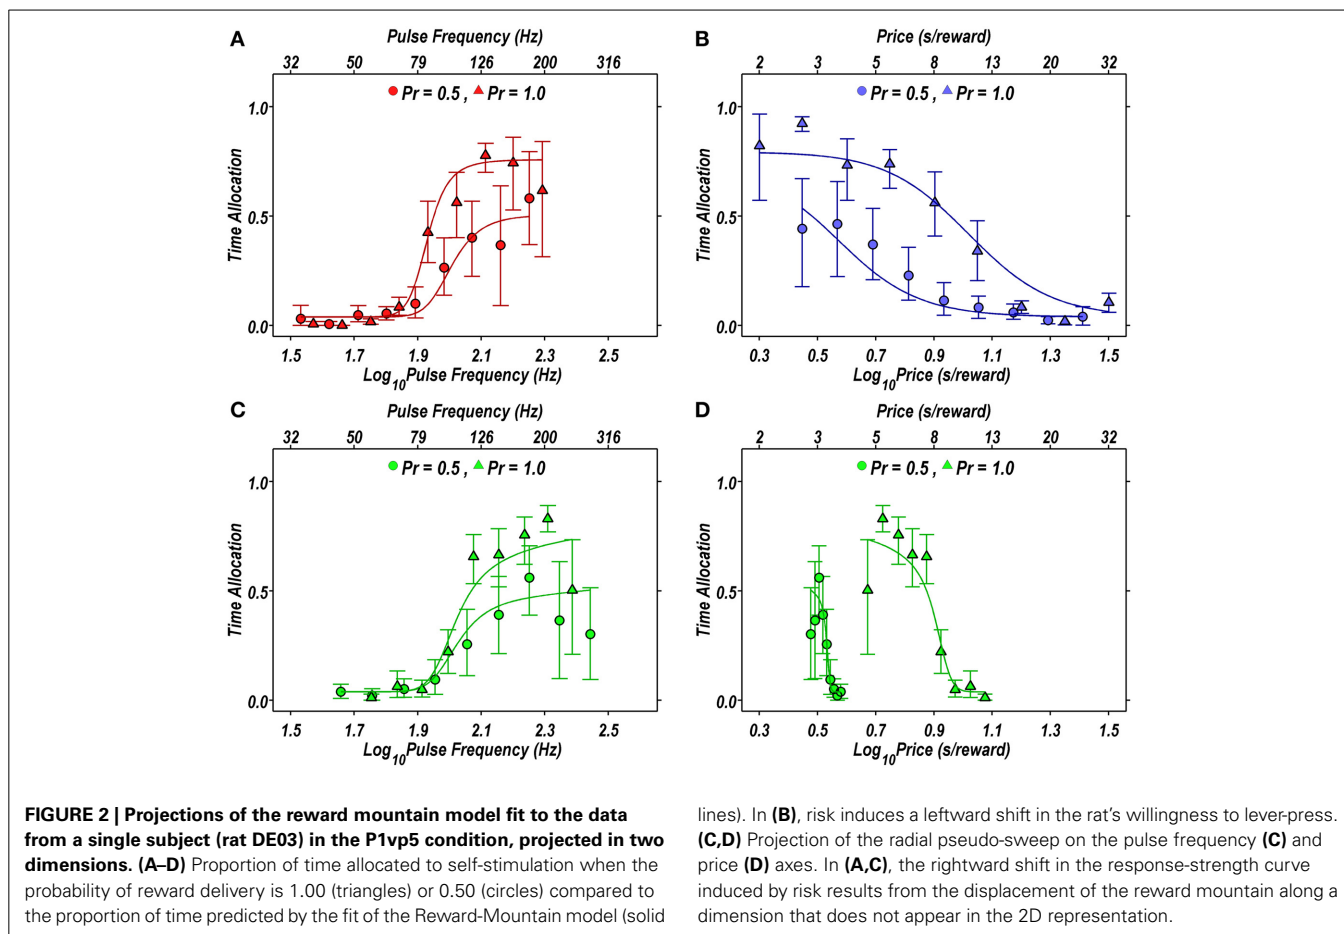 A
Pulse Frequency (Hz)
32 50 79 126 200 316
Pr = 0.5 , Pr = 1.0
1.0
0.5
0.0
Time Allocation
1.5 1.7 1.9 2.1 2.3 2.5
Log10Pulse Frequency (Hz)
B
Price (s/reward)
2 3 5 8 13 20 32
Pr = 0.5 , Pr = 1.0
1.0
0.5
0.0
Time Allocation
0.3 0.5 0.7 0.9 1.1 1.3 1.5
Log10Price (s/reward)
C
Pulse Frequency (Hz)
32 50 79 126 200 316
Pr = 0.5 , Pr = 1.0
1.0
0.5
0.0
Time Allocation
1.5 1.7 1.9 2.1 2.3 2.5
Log10Pulse Frequency (Hz)
D
Price (s/reward)
2 3 5 8 13 20 32
Pr = 0.5 , Pr = 1.0
1.0
0.5
0.0
Time Allocation
0.3 0.5 0.7 0.9 1.1 1.3 1.5
Log10Price (s/reward)
FIGURE 2 | Projections of the reward mountain model fit to the data
from a single subject (rat DE03) in the P1vp5 condition, projected in two
dimensions. (A–D) Proportion of time allocated to self-stimulation when the
probability of reward delivery is 1.00 (triangles) or 0.50 (circles) compared to
the proportion of time predicted by the fit of the Reward-Mountain model (solid
lines). In (B), risk induces a leftward shift in the rat's willingness to lever-press.
(C,D) Projection of the radial pseudo-sweep on the pulse frequency (C) and
price (D) axes. In (A,C), the rightward shift in the response-strength curve
induced by risk results from the displacement of the reward mountain along a
dimension that does not appear in the 2D representation.